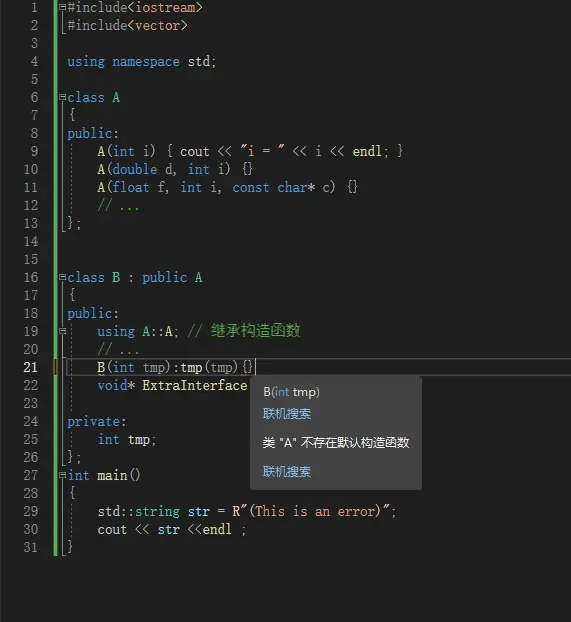 1 #include<iostream>
2 #include<vector>
3
4 using namespace std;
5
6 class A
7 {
8 public:
9 A(int i) { cout << "i = " << i << endl; }
10 A(double d, int i) {}
11 A(float f, int i, const char* c) {}
12 // ...
13 };
14
15
16 class B : public A
17 {
18 public:
19 using A::A; // 继承构造函数
20 // ...
21 B(int tmp):tmp(tmp){}
22 void* ExtraInterface
23
B(int tmp)
联机搜索
类 "A" 不存在默认构造函数
联机搜索
24 private:
25 int tmp;
26 };
27 int main()
28 {
29 std::string str = R"(This is an error)";
30 cout << str <<endl ;
31 }